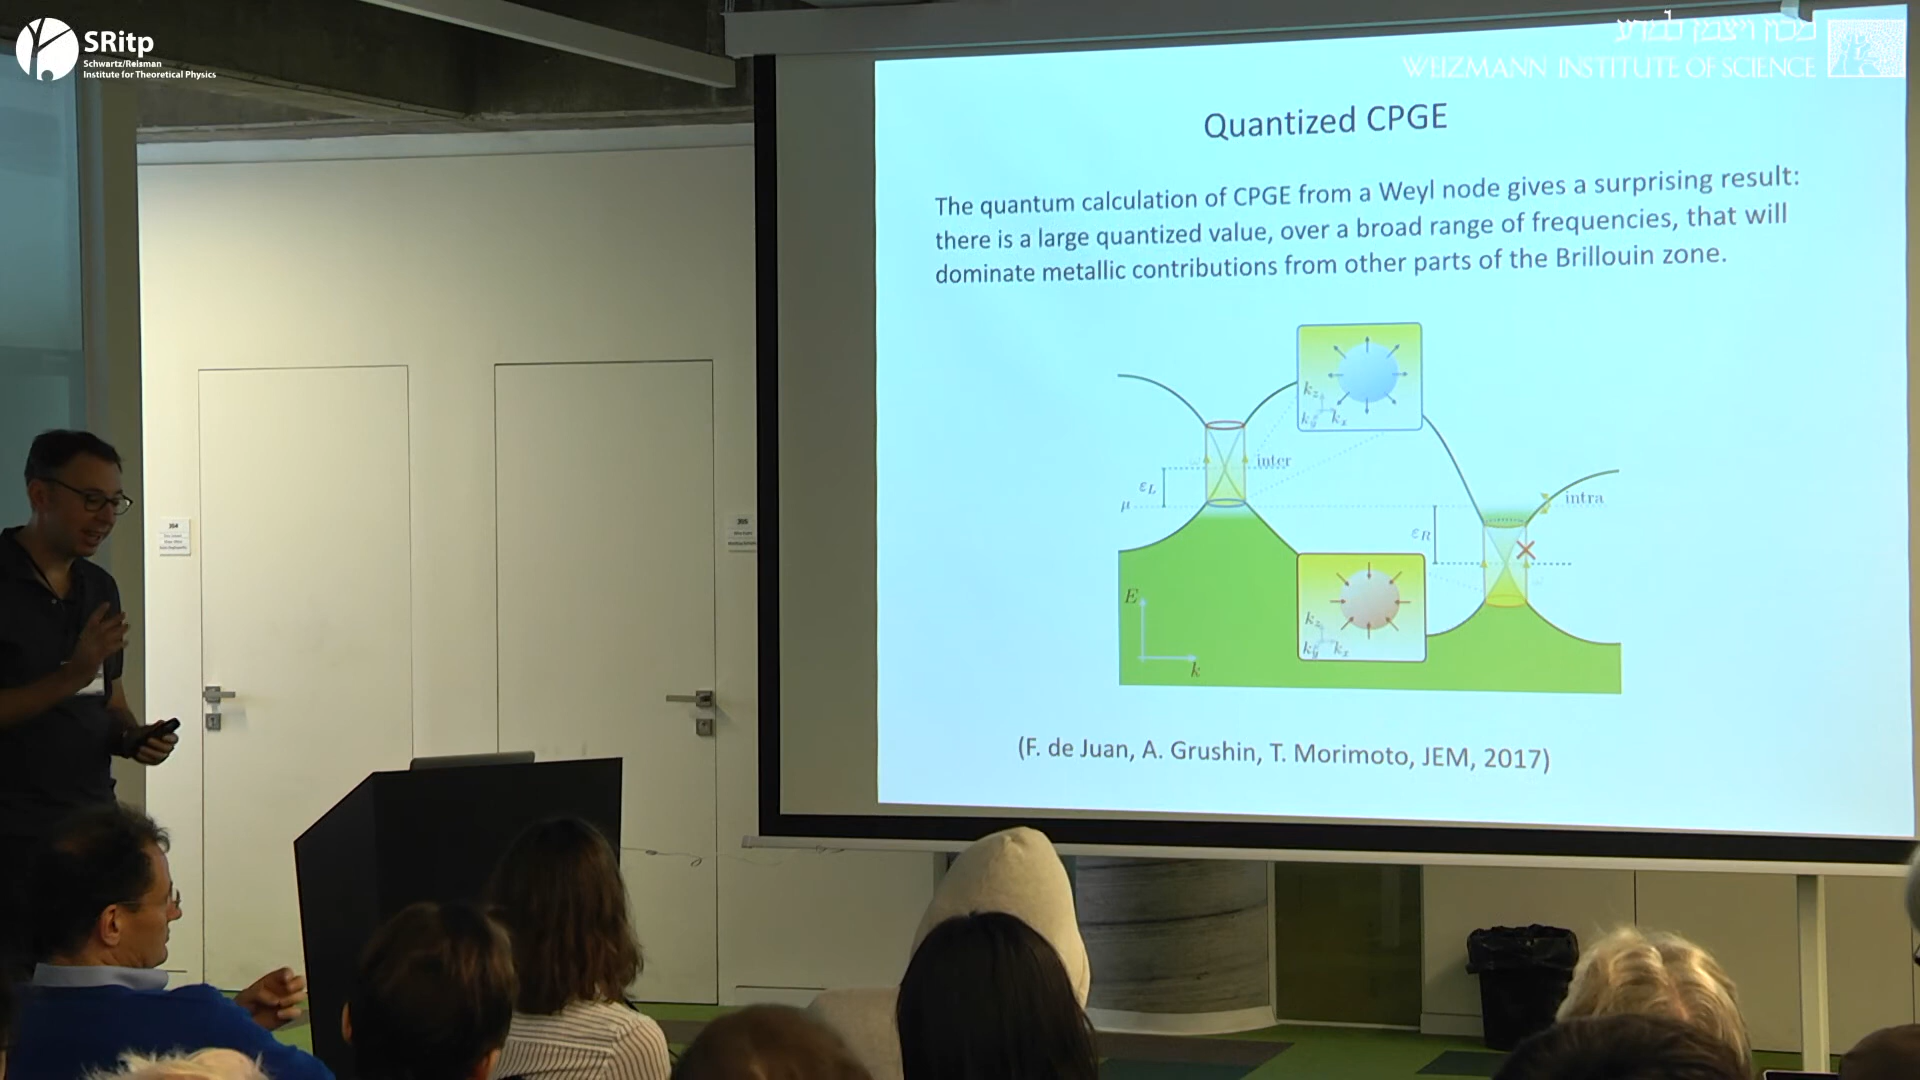 SRitp
Schwartz/Reisman
Institute for Theoretical Physics
מכון ויצמן למדע
WEIZMANN INSTITUTE OF SCIENCE
Quantized CPGE
The quantum calculation of CPGE from a Weyl node gives a surprising result:
there is a large quantized value, over a broad range of frequencies, that will
dominate metallic contributions from other parts of the Brillouin zone.
k_z
k_y k_x
inter
ε_L
μ
intra
ε_R
E
k_z
k_y k_x
k
(F. de Juan, A. Grushin, T. Morimoto, JEM, 2017)
354
355